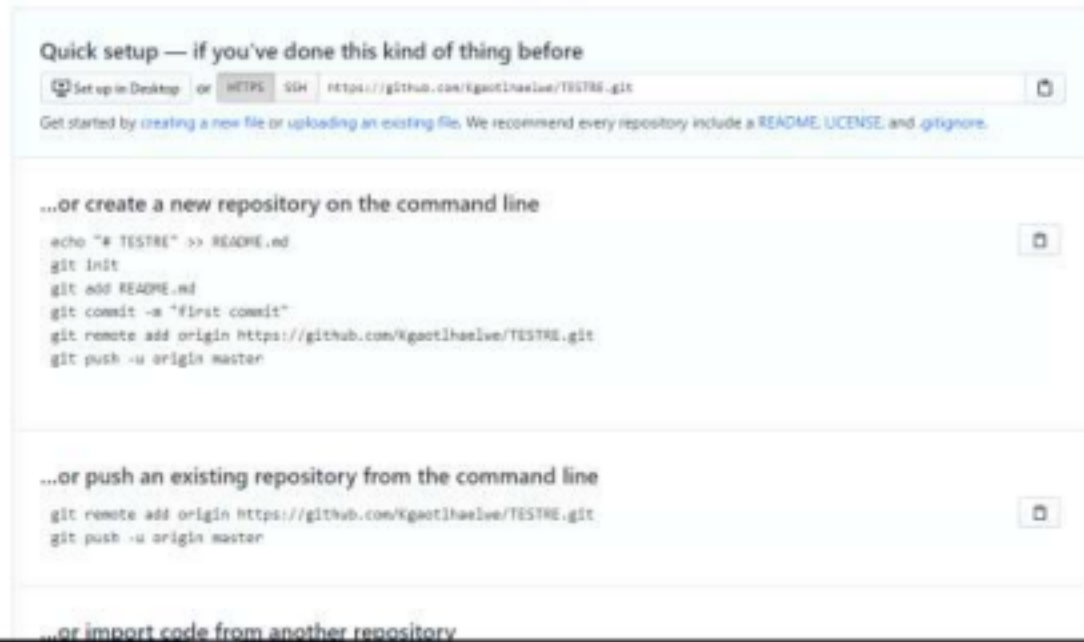 Quick setup — if you've done this kind of thing before
Set up in Desktop or HTTPS SSH https://github.com/Kgaotlhaelwe/TESTRE.git
Get started by creating a new file or uploading an existing file. We recommend every repository include a README, LICENSE, and .gitignore.
...or create a new repository on the command line
echo "# TESTRE" >> README.md
git init
git add README.md
git commit -m "first commit"
git remote add origin https://github.com/Kgaotlhaelwe/TESTRE.git
git push -u origin master
...or push an existing repository from the command line
git remote add origin https://github.com/Kgaotlhaelwe/TESTRE.git
git push -u origin master
...or import code from another repository